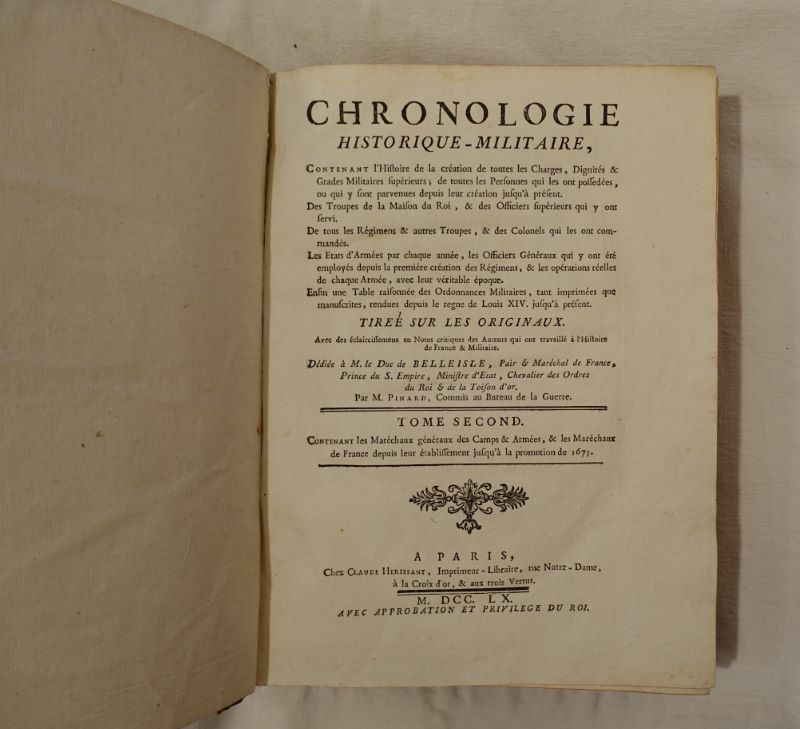 CHRONOLOGIE
HISTORIQUE-MILITAIRE,
CONTENANT l'Hiſtoire de la création de toutes les Charges, Dignités &
Grades Militaires ſupérieurs; de toutes les Perſonnes qui les ont poſſedées,
ou qui y ſont parvenues depuis leur création juſqu'à préſent.
Des Troupes de la Maiſon du Roi, & des Officiers ſupérieurs qui y ont
ſervi.
De tous les Régimens & autres Troupes, & des Colonels qui les ont com-
mandés.
Les Etats d'Armées par chaque année, les Officiers Généraux qui y ont été
employés depuis la premiére création des Régimens, & les opérations réelles
de chaque Armée, avec leur véritable époque.
Enfin une Table raiſonnée des Ordonnances Militaires, tant imprimées que
manuſcrites, rendues depuis le regne de Louis XIV. juſqu'à préſent.
TIREÉ SUR LES ORIGINAUX.
Avec des éclairciſſemens en Notes critiques des Auteurs qui ont travaillé à l'Hiſtoire
de France & Militaire.
Dédiée à M. le Duc de BELLEISLE, Pair & Maréchal de France,
Prince du S. Empire, Miniſtre d'Etat, Chevalier des Ordres
du Roi & de la Toiſon d'or.
Par M. PINARD, Commis au Bureau de la Guerre.
TOME SECOND.
CONTENANT les Maréchaux généraux des Camps & Armées, & les Maréchaux
de France depuis leur établiſſement juſqu'à la promotion de 1675.
A PARIS,
Chez CLAUDE HERISSANT, Imprimeur-Libraire, rue Notre-Dame,
à la Croix d'or, & aux trois Vertus.
M. DCC. LX.
AVEC APPROBATION ET PRIVILEGE DU ROI.